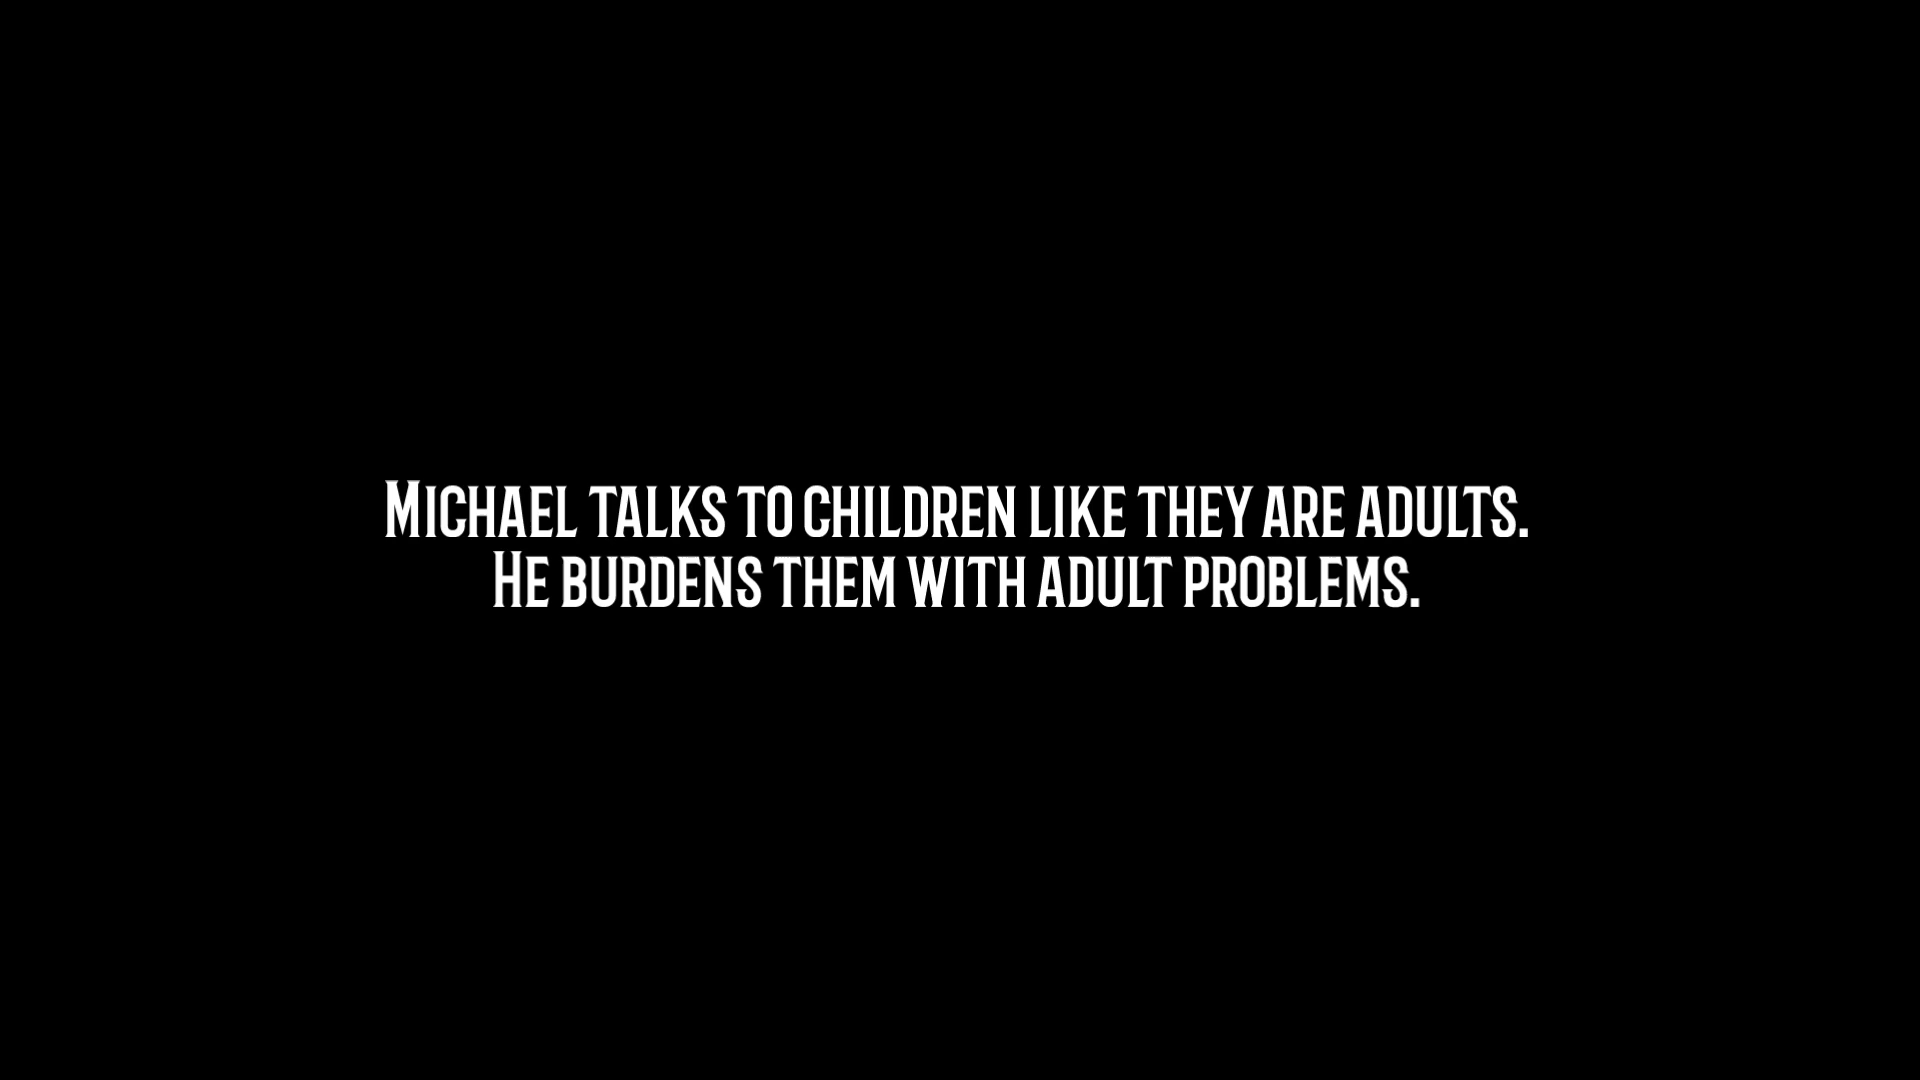 Michael talks to children like they are adults.
He burdens them with adult problems.